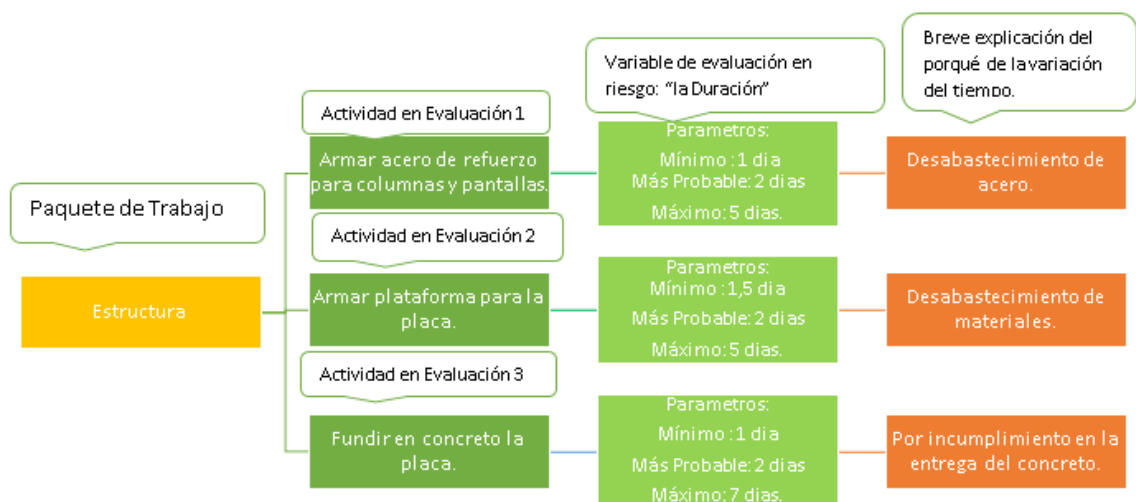 Paquete de Trabajo
Estructura
Actividad en Evaluación 1
Armar acero de refuerzo
para columnas y pantallas.
Actividad en Evaluación 2
Armar plataforma para la
placa.
Actividad en Evaluación 3
Fundir en concreto la
placa.
Variable de evaluación en
riesgo: “la Duración”
Parametros:
Mínimo : 1 dia
Más Probable: 2 dias
Máximo: 5 dias.
Parametros:
Mínimo : 1,5 dia
Más Probable: 2 dias
Máximo: 5 dias.
Parametros:
Mínimo : 1 dia
Más Probable: 2 dias
Máximo: 7 dias.
Breve explicación del
porqué de la variación
del tiempo.
Desabastecimiento de
acero.
Desabastecimiento de
materiales.
Por incumplimiento en la
entrega del concreto.